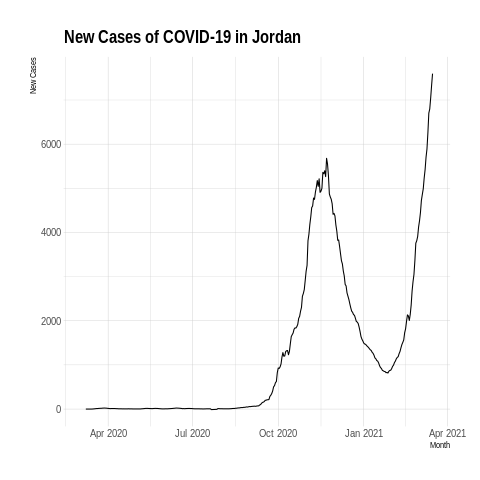 New Cases of COVID-19 in Jordan
New Cases
6000
4000
2000
0
Apr 2020 Jul 2020 Oct 2020 Jan 2021 Apr 2021
Month